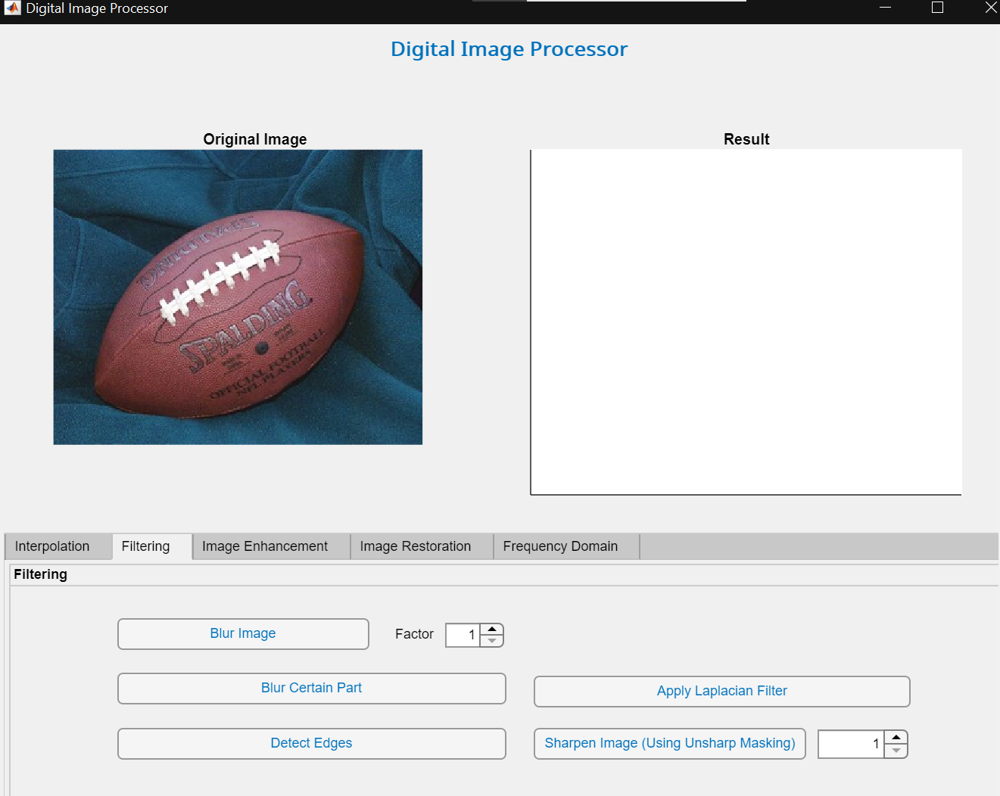 Digital Image Processor
Digital Image Processor
Original Image
Result
SPALDING
OFFICIAL FOOTBALL
NFL PLAYERS
Interpolation
Filtering
Image Enhancement
Image Restoration
Frequency Domain
Filtering
Blur Image
Factor
1
Blur Certain Part
Apply Laplacian Filter
Detect Edges
Sharpen Image (Using Unsharp Masking)
1